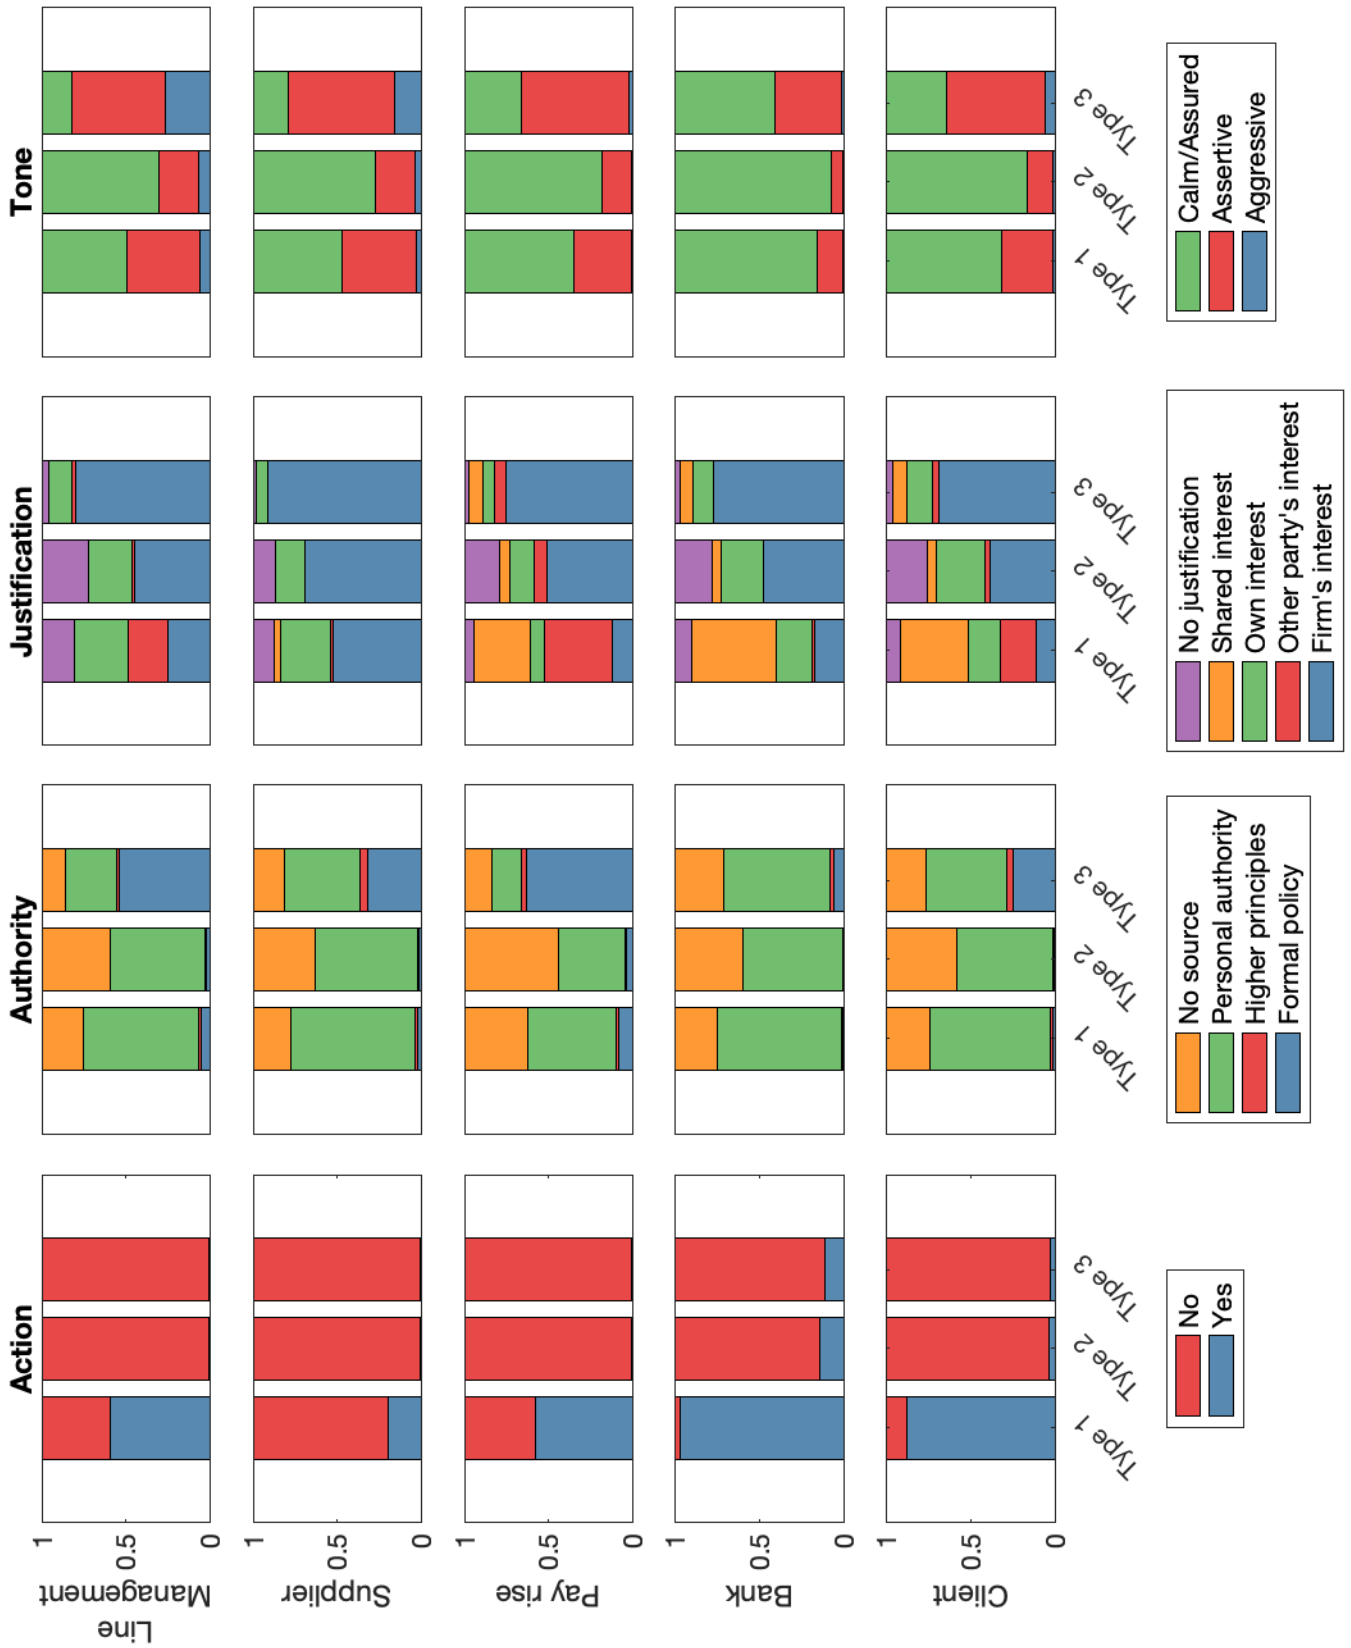 Action
Authority
Justification
Tone
Line
Management
1
0.5
0
Supplier
1
0.5
0
Pay rise
1
0.5
0
Bank
1
0.5
0
Client
1
0.5
0
Type 1
Type 2
Type 3
Type 1
Type 2
Type 3
Type 1
Type 2
Type 3
Type 1
Type 2
Type 3
No
Yes
No source
Personal authority
Higher principles
Formal policy
No justification
Shared interest
Own interest
Other party's interest
Firm's interest
Calm/Assured
Assertive
Aggressive